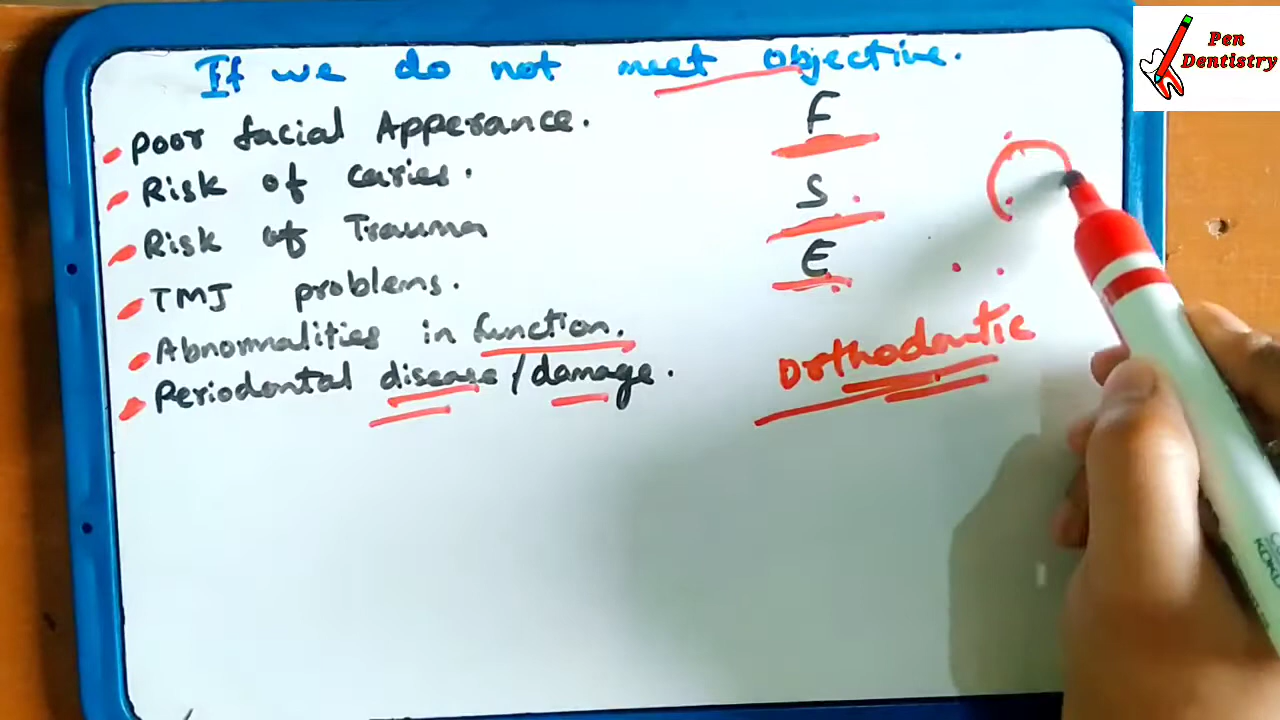 If we do not meet objective.
Poor facial Apperance.
Risk of caries.
Risk of Trauma
TMJ problems.
Abnormalities in function.
Periodontal disease/damage.
F
S
E
Orthodontic
Pen
Dentistry